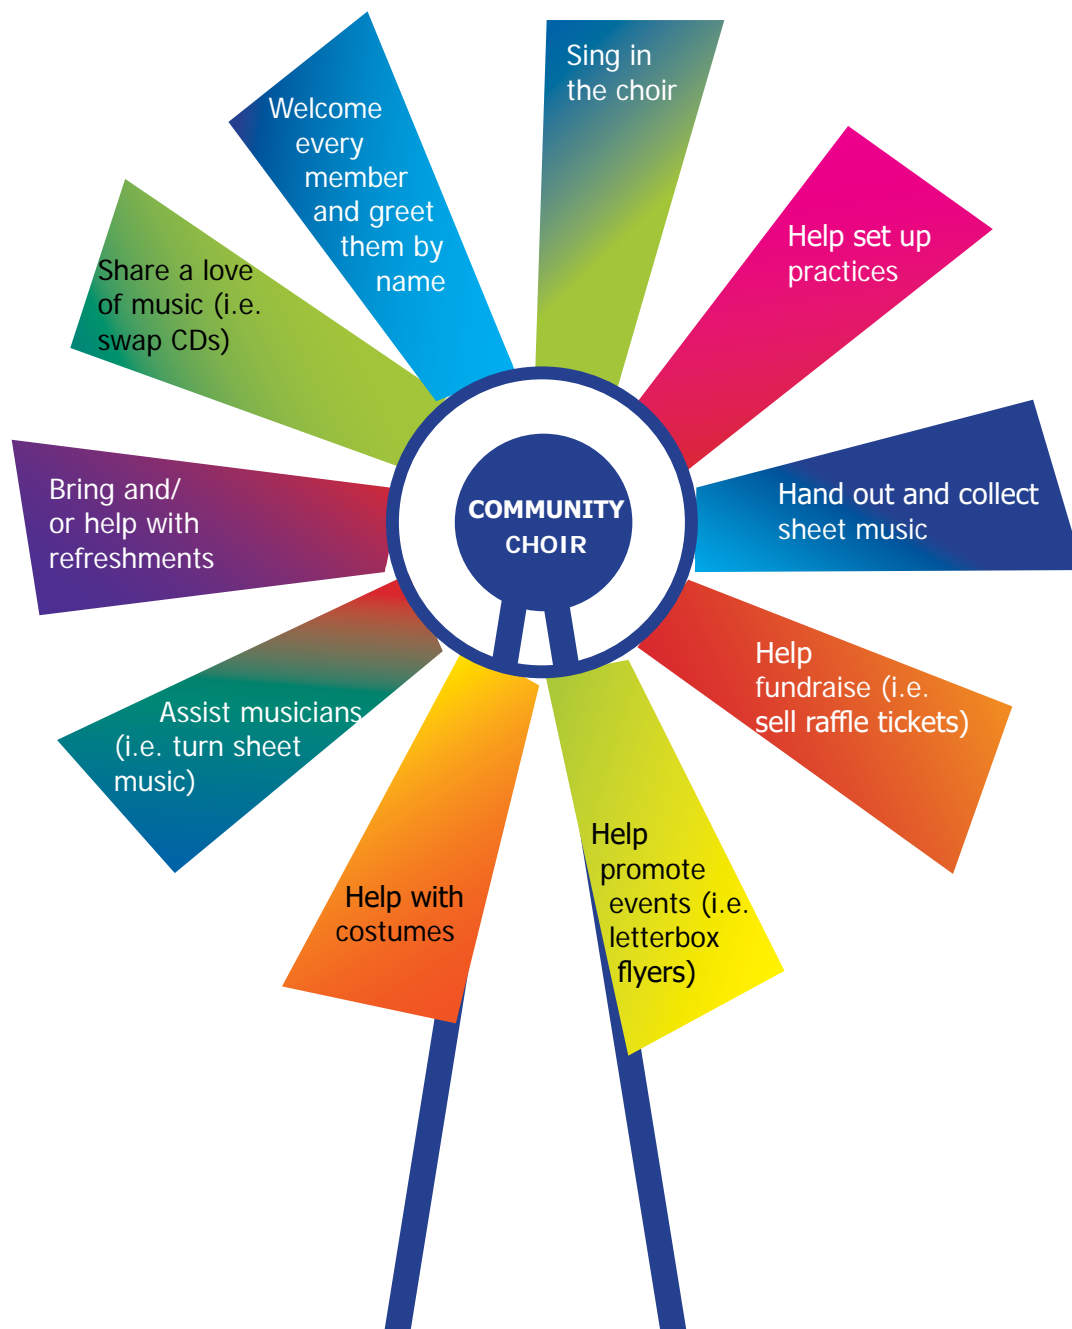 Sing in
the choir
Help set up
practices
Hand out and collect
sheet music
Help
fundraise (i.e.
sell raffle tickets)
Help
promote
events (i.e.
letterbox
flyers)
Help with
costumes
Assist musicians
(i.e. turn sheet
music)
Bring and/
or help with
refreshments
Share a love
of music (i.e.
swap CDs)
Welcome
every
member
and greet
them by
name
COMMUNITY
CHOIR